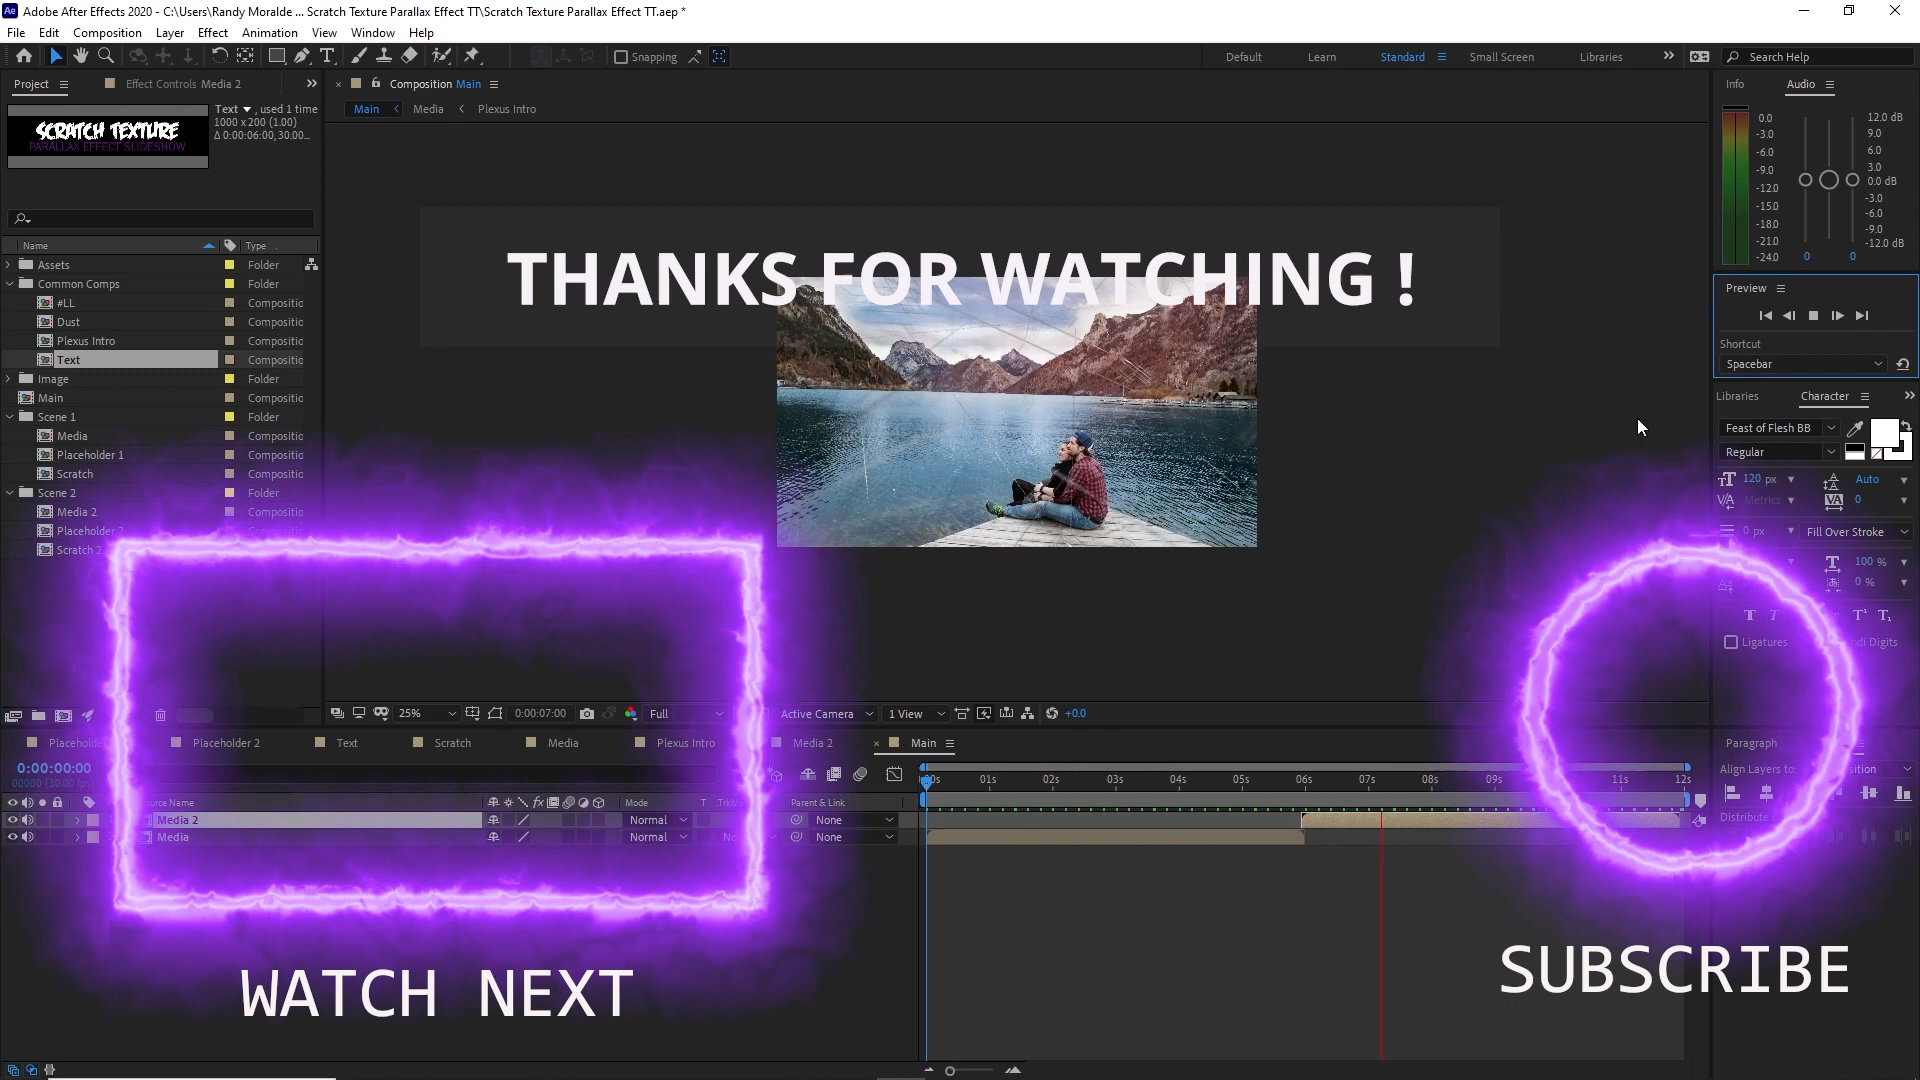 Adobe After Effects 2020 - C:\Users\Randy Moralde ... Scratch Texture Parallax Effect TT\Scratch Texture Parallax Effect TT.aep *
File Edit Composition Layer Effect Animation View Window Help
Snapping Default Learn Standard Small Screen Libraries Search Help
Project Effect Controls Media 2
Composition Main
Info Audio
Main Media Plexus Intro
Text , used 1 time
1000 x 200 (1.00)
Δ 0:00:06:00, 30.00...
SCRATCH TEXTURE
PARALLAX EFFECT SLIDESHOW
0.0
-3.0
-6.0
-9.0
-12.0
-15.0
-18.0
-21.0
-24.0
12.0 dB
9.0
6.0
3.0
0.0 dB
-3.0
-6.0
-9.0
-12.0 dB
0 0
THANKS FOR WATCHING !
Name Type
Assets Folder
Common Comps Folder
#LL Compositio
Dust Compositio
Plexus Intro Compositio
Text Compositio
Image Folder
Main Compositio
Scene 1 Folder
Media Compositio
Placeholder 1 Compositio
Scratch Compositio
Scene 2 Folder
Media 2 Compositio
Placeholder 2 Compositio
Scratch 2
Preview
Shortcut
Spacebar
Libraries Character
Feast of Flesh BB
Regular
120 px Auto
Metrics 0
0 px Fill Over Stroke
100 %
0 %
Ligatures
25% 0:00:07:00 Full Active Camera 1 View +0.0
Placeholder 2 Text Scratch Media Plexus Intro Media 2 Main
Paragraph
0:00:00:00
00000 (30.00 fps)
Align Layers to:
01s 02s 03s 04s 05s 06s 07s 08s 09s 11s 12s
Source Name Mode T Parent & Link
Media 2 Normal None
Media Normal None
Distribute
WATCH NEXT
SUBSCRIBE